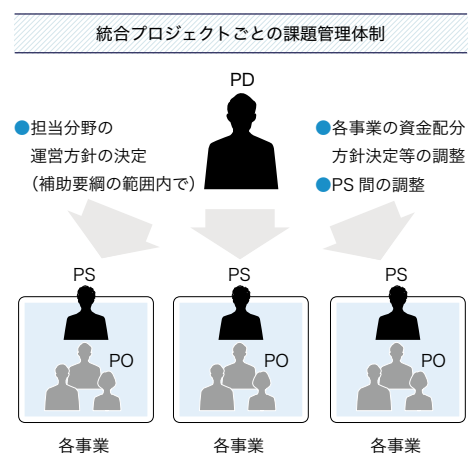 統合プロジェクトごとの課題管理体制
PD
●担当分野の
運営方針の決定
（補助要綱の範囲内で）
●各事業の資金配分
方針決定等の調整
●PS 間の調整
PS
PS
PS
PO
PO
PO
各事業
各事業
各事業